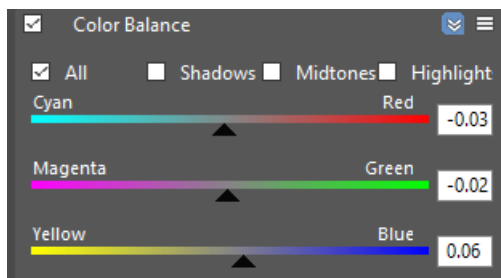 Color Balance
All Shadows Midtones Highlight
Cyan Red
-0.03
Magenta Green
-0.02
Yellow Blue
0.06